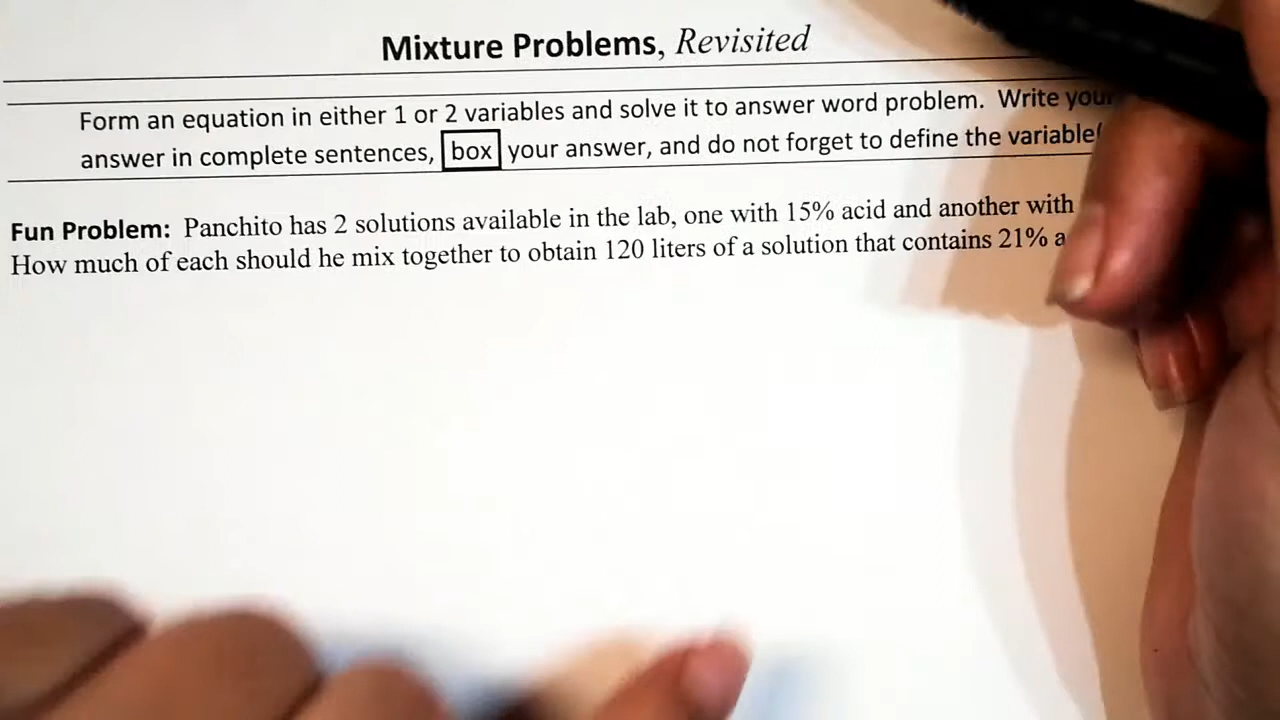 Mixture Problems, Revisited
Form an equation in either 1 or 2 variables and solve it to answer word problem. Write your
answer in complete sentences, box your answer, and do not forget to define the variable(
Fun Problem: Panchito has 2 solutions available in the lab, one with 15% acid and another with
How much of each should he mix together to obtain 120 liters of a solution that contains 21% a